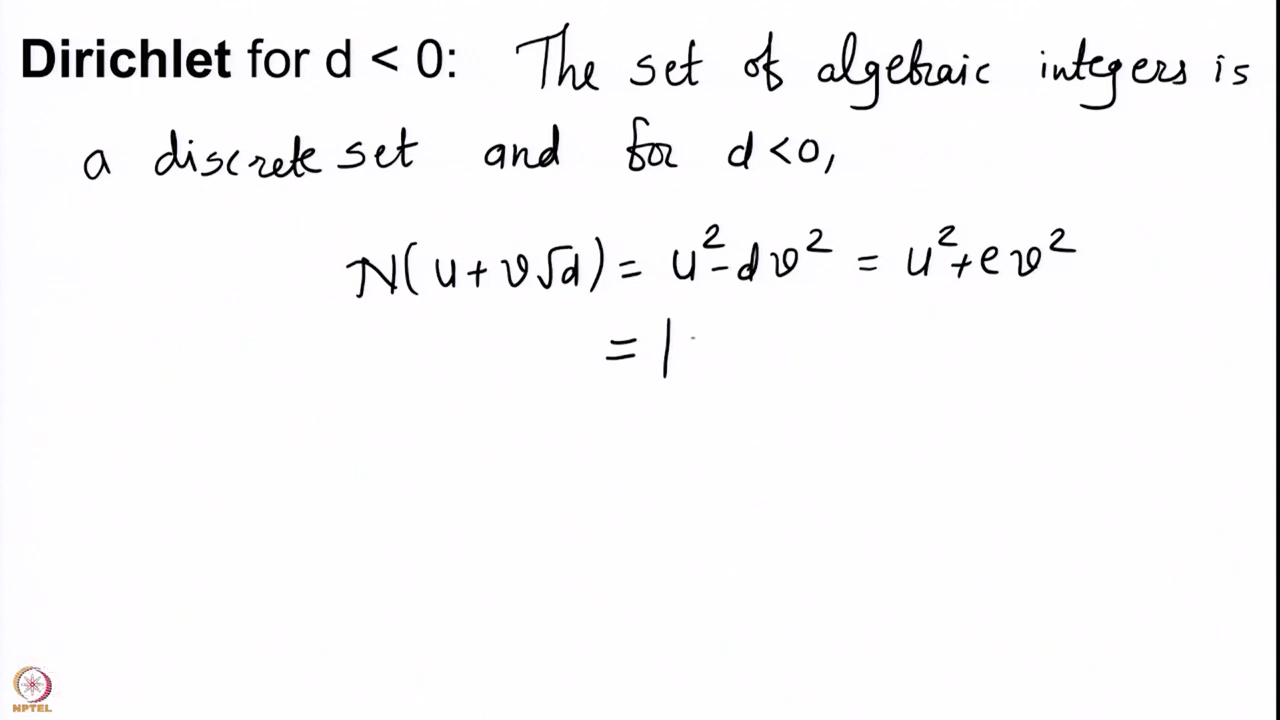 Dirichlet for d < 0: The set of algebraic integers is
a discrete set and for d<0,
N(u+v√d) = u²-dv² = u²+ev²
= 1
NPTEL